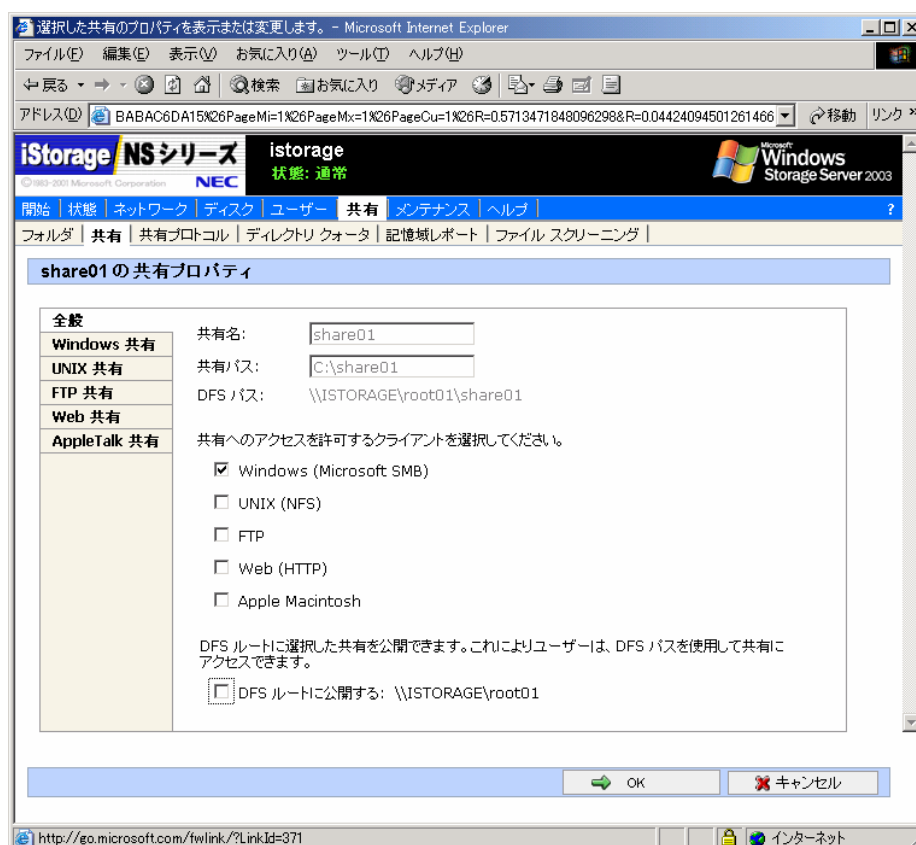 選択した共有のプロパティを表示または変更します。 - Microsoft Internet Explorer
ファイル(F) 編集(E) 表示(V) お気に入り(A) ツール(T) ヘルプ(H)
戻る 検索 お気に入り メディア
アドレス(D) BABAC6DA15%26PageMi=1%26PageMx=1%26PageCu=1%26R=0.5713471848096298&R=0.04424094501261466 移動 リンク »
iStorage NSシリーズ istorage Microsoft Windows
©1983-2001 Microsoft Corporation NEC 状態: 通常 Storage Server 2003
開始 状態 ネットワーク ディスク ユーザー 共有 メンテナンス ヘルプ ?
フォルダ 共有 共有プロトコル ディレクトリ クォータ 記憶域レポート ファイル スクリーニング
share01 の 共有プロパティ
全般
Windows 共有
UNIX 共有
FTP 共有
Web 共有
AppleTalk 共有
共有名: share01
共有パス: C:\share01
DFS パス: \\ISTORAGE\root01\share01
共有へのアクセスを許可するクライアントを選択してください。
Windows (Microsoft SMB)
UNIX (NFS)
FTP
Web (HTTP)
Apple Macintosh
DFS ルートに選択した共有を公開できます。これによりユーザーは、DFS パスを使用して共有に
アクセスできます。
DFS ルートに公開する: \\ISTORAGE\root01
OK キャンセル
http://go.microsoft.com/fwlink/?LinkId=371 インターネット